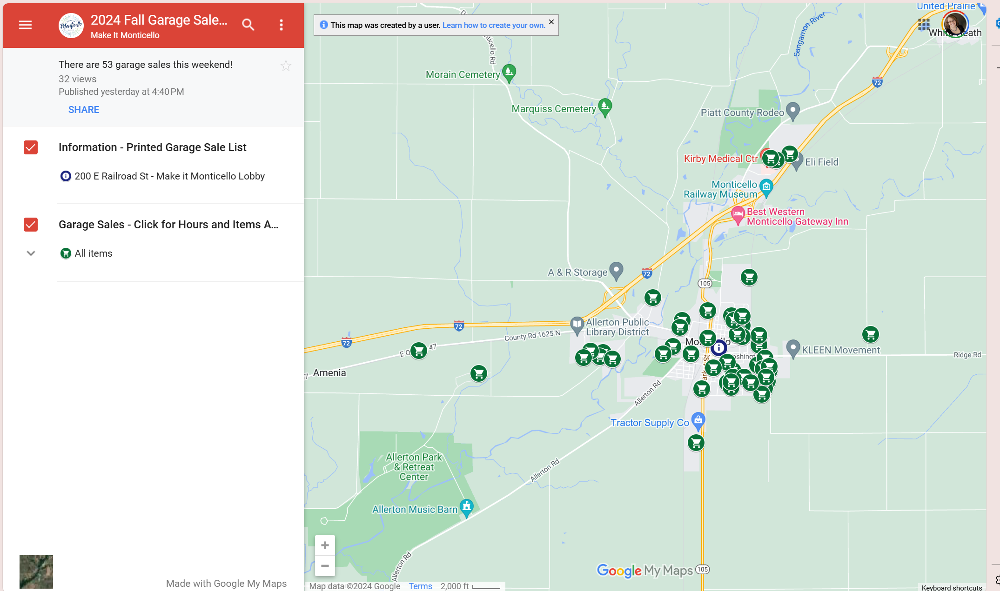 2024 Fall Garage Sale...
Make It Monticello
Monticello
There are 53 garage sales this weekend!
32 views
Published yesterday at 4:40 PM
SHARE
Information - Printed Garage Sale List
200 E Railroad St - Make it Monticello Lobby
Garage Sales - Click for Hours and Items A...
All items
Made with Google My Maps
This map was created by a user. Learn how to create your own.
United Prairie
White Heath
Sangamon River
nticello Rd
Morain Cemetery
72
Marquiss Cemetery
Piatt County Rodeo
Kirby Medical Ctr
Eli Field
Monticello
Railway Museum
Best Western
Monticello Gateway Inn
A & R Storage
72
105
Allerton Public
Library District
72
County Rd 1625 N
72
47
Amenia
KLEEN Movement
Ridge Rd
Allerton Rd
Tractor Supply Co
Allerton Park
& Retreat
Center
Allerton Rd
Allerton Music Barn
Allerton Rd
Google My Maps
105
Map data ©2024 Google
Terms
2,000 ft
Keyboard shortcuts